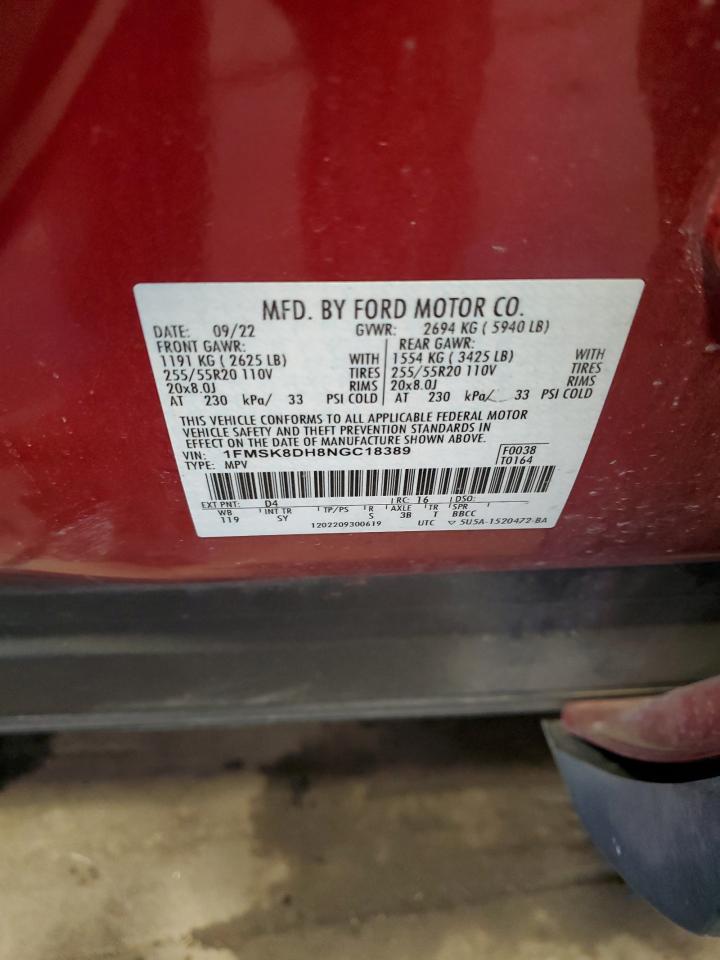 MFD. BY FORD MOTOR CO.
DATE: 09/22 GVWR: 2694 KG ( 5940 LB)
FRONT GAWR: REAR GAWR:
1191 KG ( 2625 LB) WITH 1554 KG ( 3425 LB) WITH
255/55R20 110V TIRES 255/55R20 110V TIRES
20x8.0J RIMS 20x8.0J RIMS
AT 230 kPa/ 33 PSI COLD AT 230 kPa/ 33 PSI COLD
THIS VEHICLE CONFORMS TO ALL APPLICABLE FEDERAL MOTOR
VEHICLE SAFETY AND THEFT PREVENTION STANDARDS IN
EFFECT ON THE DATE OF MANUFACTURE SHOWN ABOVE.
VIN: 1FMSK8DH8NGC18389 F0038
TYPE: MPV T0164
EXT PNT: D4 RC: 16 DSO:
WB INT TR TP/PS R AXLE TR SPR
119 SY S 3B T BBCC
1202209300619 UTC ▽ 5U5A-1520472-BA